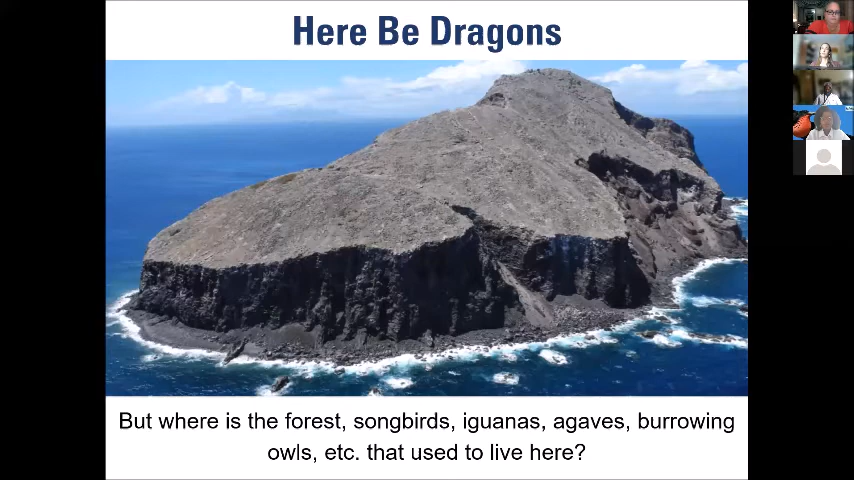 Here Be Dragons
But where is the forest, songbirds, iguanas, agaves, burrowing
owls, etc. that used to live here?